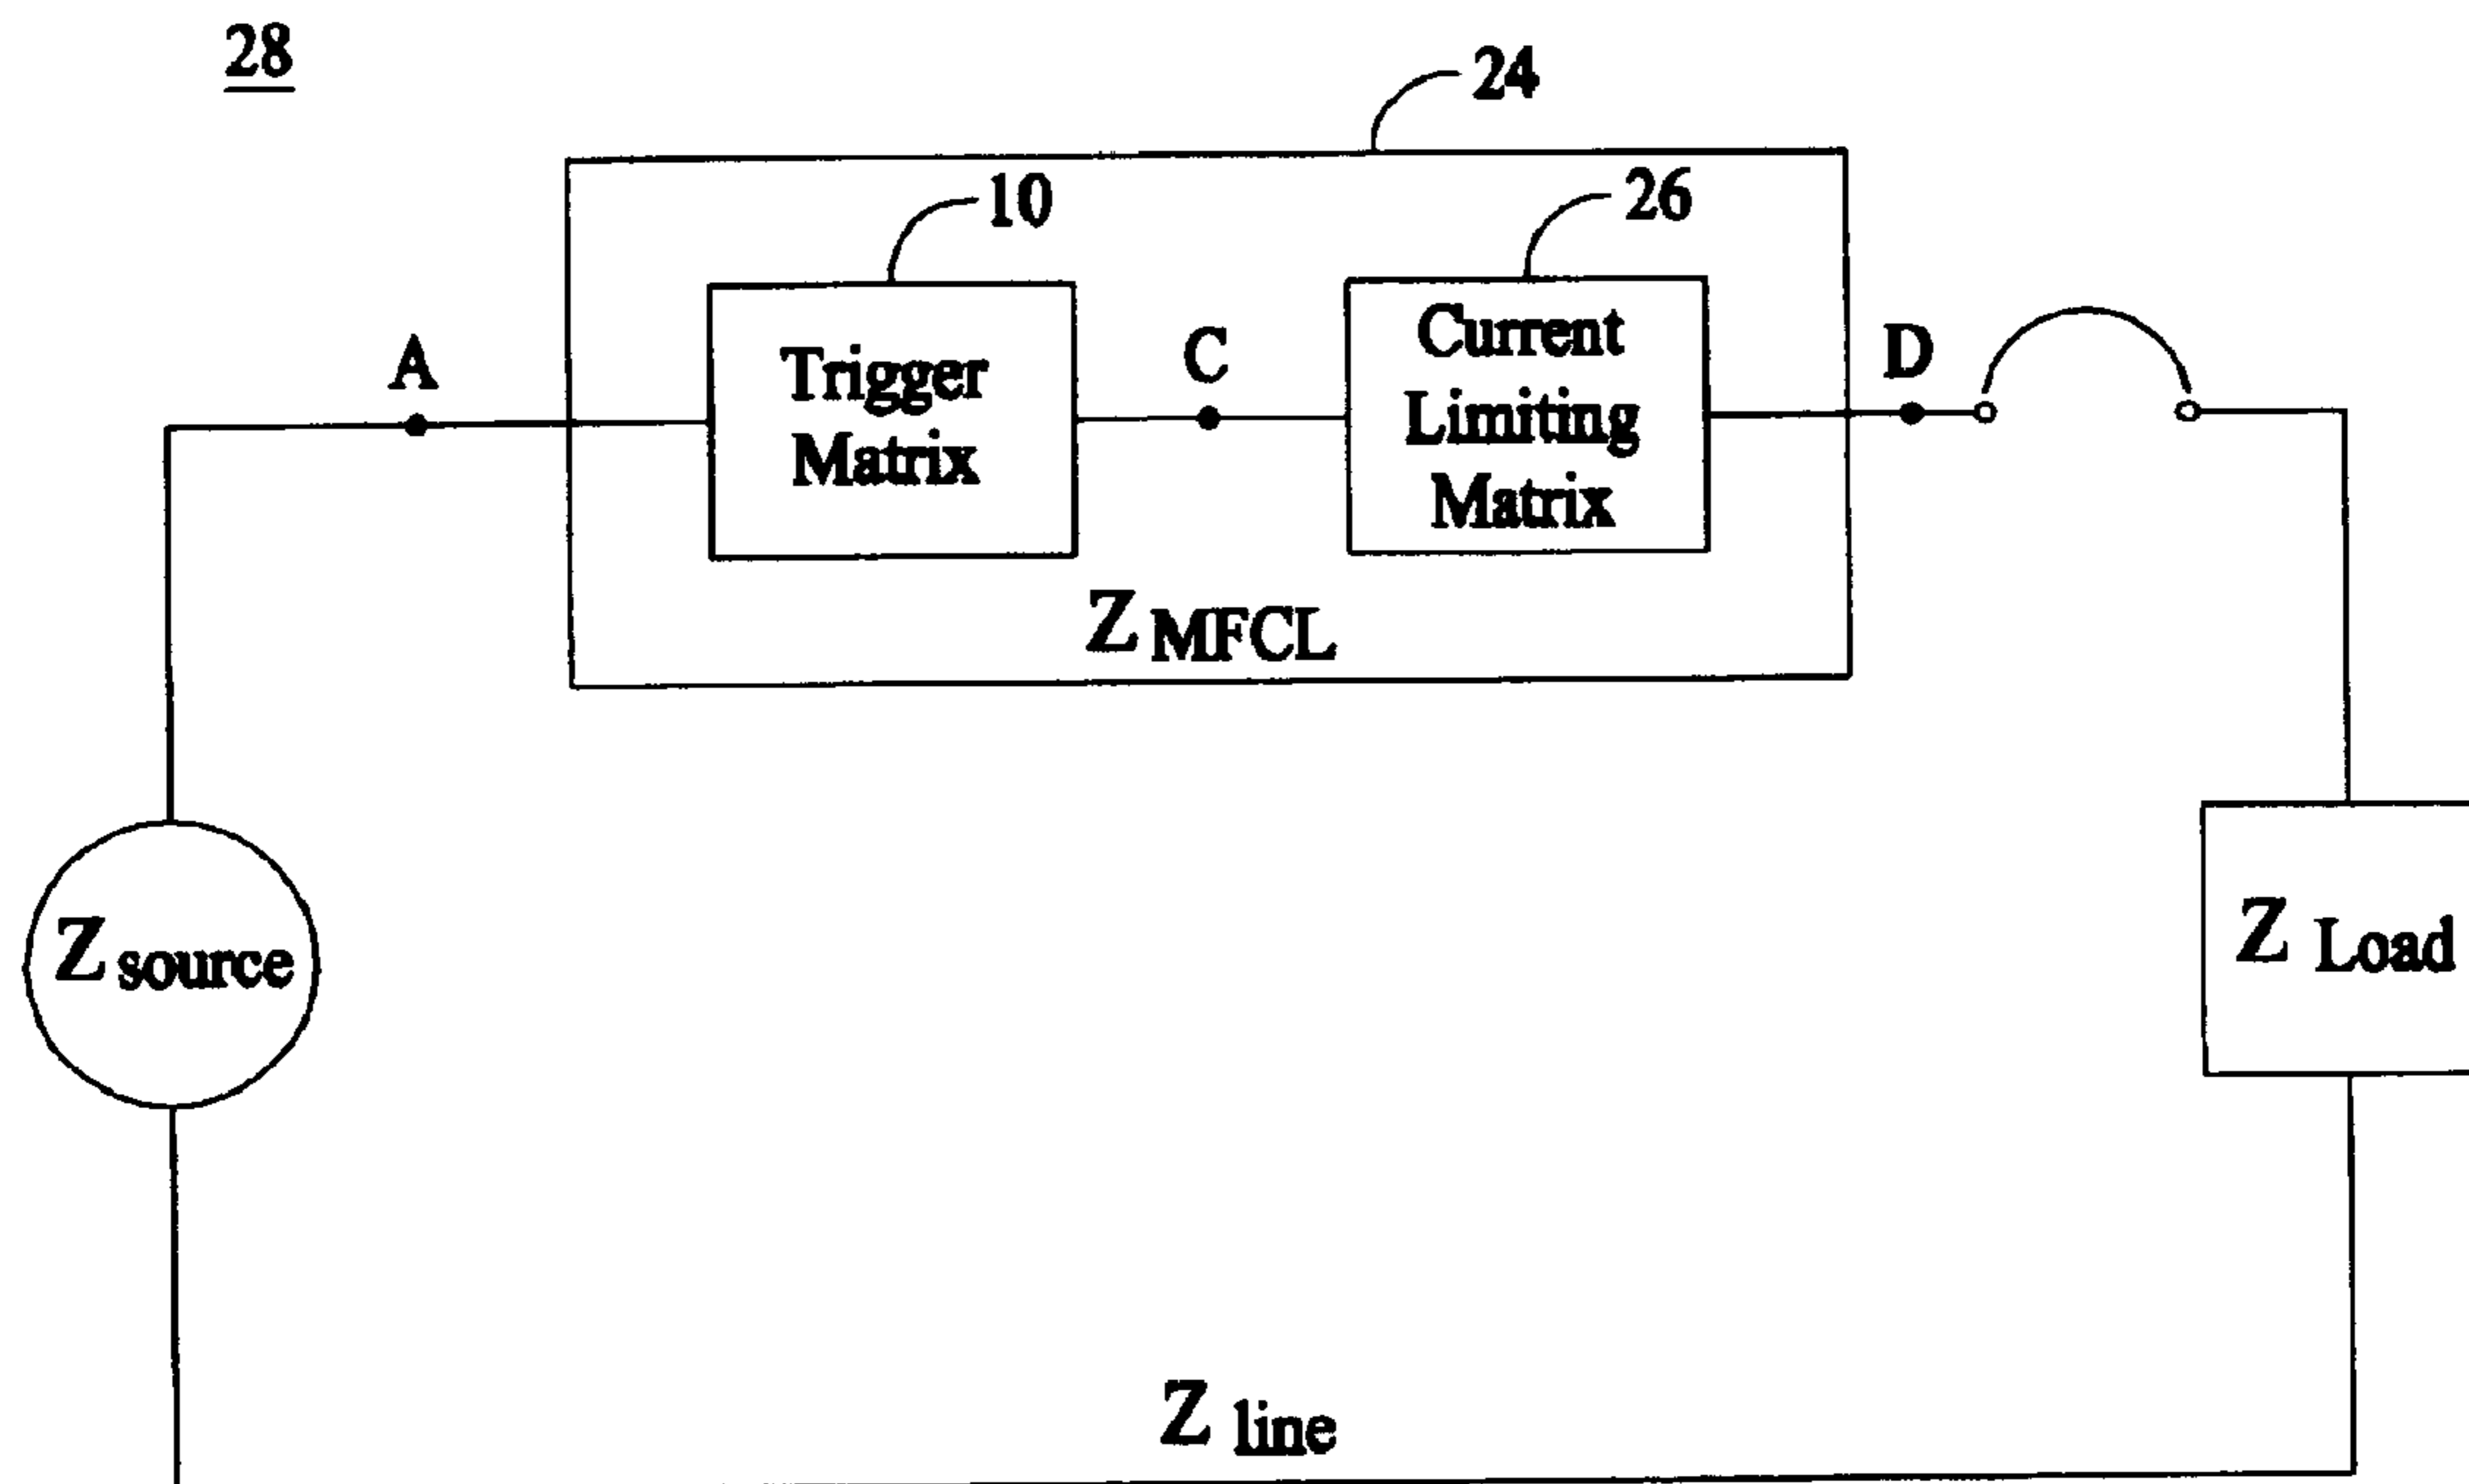 28
24
10
26
A
Trigger
Matrix
C
Current
Limiting
Matrix
D
Z MFCL
Z source
Z Load
Z line